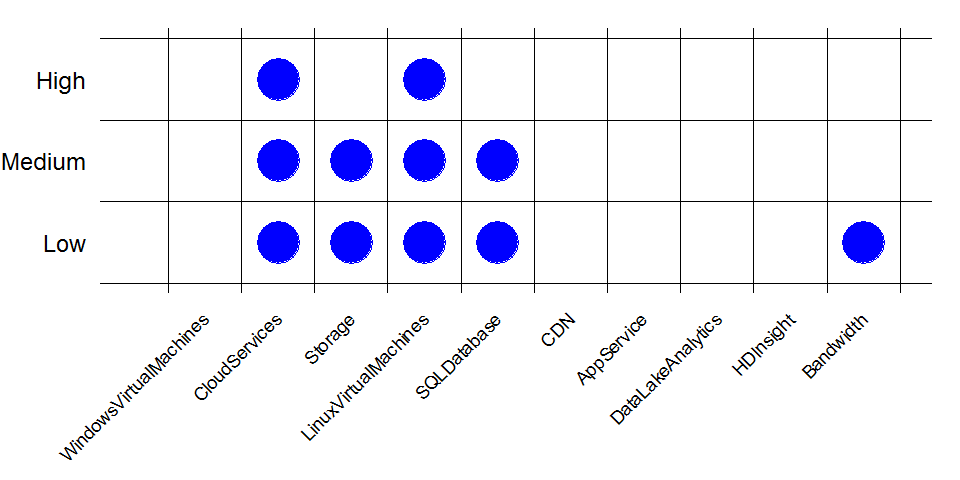 High
Medium
Low
WindowsVirtualMachines
CloudServices
Storage
LinuxVirtualMachines
SQLDatabase
CDN
AppService
DataLakeAnalytics
HDInsight
Bandwidth